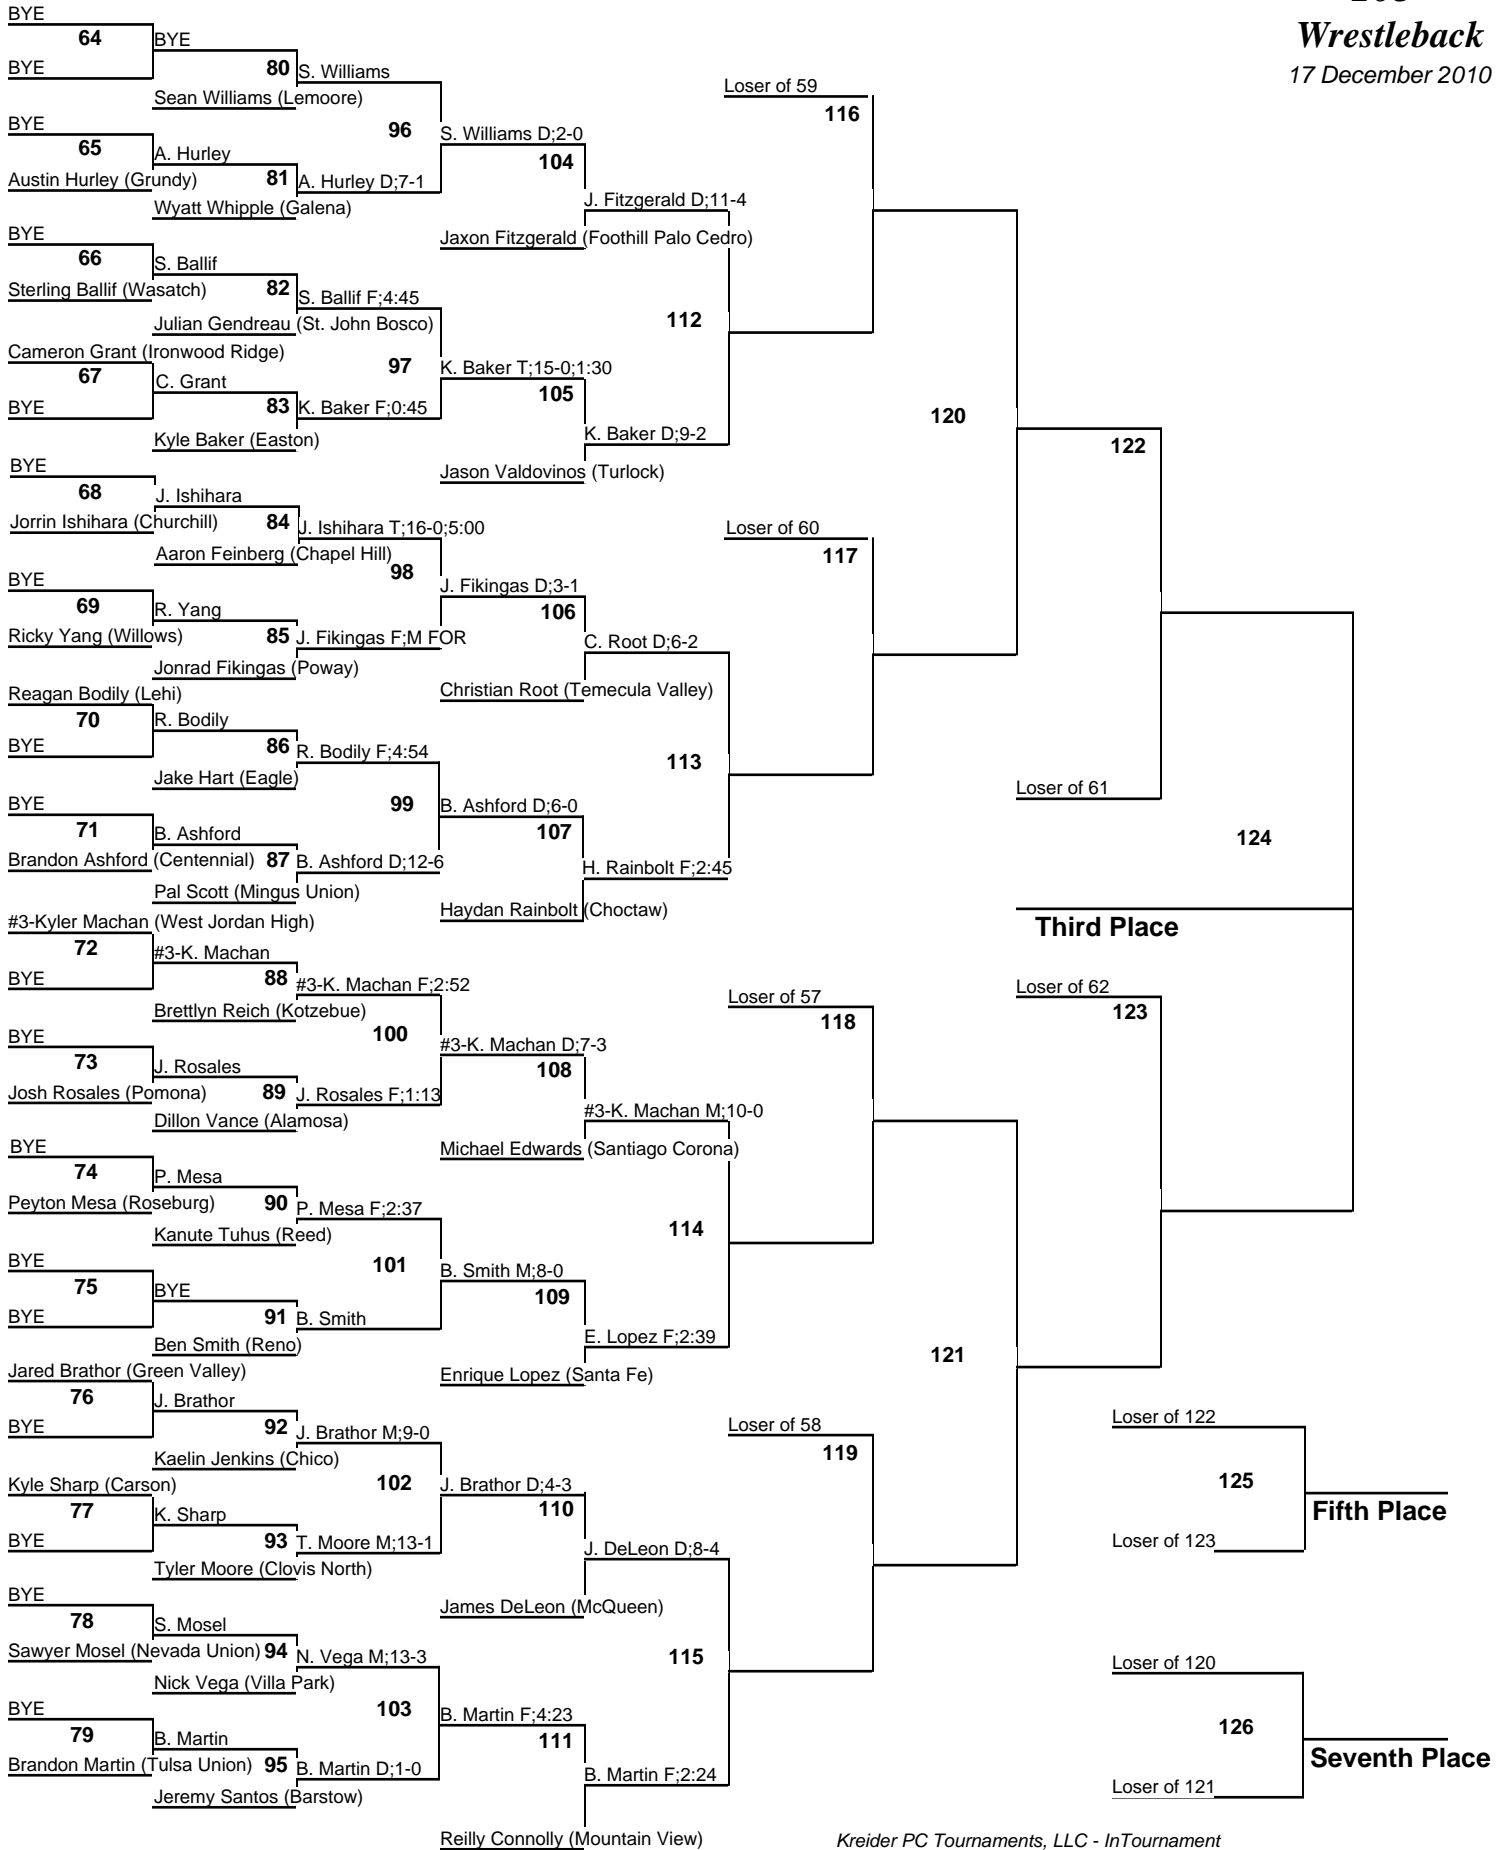 BYE
64
BYE
BYE
80
S. Williams
Sean Williams (Lemoore)
BYE
65
A. Hurley
Austin Hurley (Grundy)
81
A. Hurley D;7-1
Wyatt Whipple (Galena)
96
S. Williams D;2-0
104
J. Fitzgerald D;11-4
Jaxon Fitzgerald (Foothill Palo Cedro)
BYE
66
S. Ballif
Sterling Ballif (Wasatch)
82
S. Ballif F;4:45
Julian Gendreau (St. John Bosco)
Cameron Grant (Ironwood Ridge)
67
C. Grant
BYE
83
K. Baker F;0:45
Kyle Baker (Easton)
97
K. Baker T;15-0;1:30
105
K. Baker D;9-2
Jason Valdovinos (Turlock)
112
Loser of 59
116
BYE
68
J. Ishihara
Jorrin Ishihara (Churchill)
84
J. Ishihara T;16-0;5:00
Aaron Feinberg (Chapel Hill)
98
BYE
69
R. Yang
Ricky Yang (Willows)
85
J. Fikingas F;M FOR
Jonrad Fikingas (Poway)
J. Fikingas D;3-1
106
C. Root D;6-2
Christian Root (Temecula Valley)
Reagan Bodily (Lehi)
70
R. Bodily
BYE
86
R. Bodily F;4:54
Jake Hart (Eagle)
99
BYE
71
B. Ashford
Brandon Ashford (Centennial)
87
B. Ashford D;12-6
Pal Scott (Mingus Union)
B. Ashford D;6-0
107
H. Rainbolt F;2:45
Haydan Rainbolt (Choctaw)
113
Loser of 60
117
120
122
Loser of 61
124
Third Place
#3-Kyler Machan (West Jordan High)
72
#3-K. Machan
BYE
88
#3-K. Machan F;2:52
Brettlyn Reich (Kotzebue)
100
BYE
73
J. Rosales
Josh Rosales (Pomona)
89
J. Rosales F;1:13
Dillon Vance (Alamosa)
#3-K. Machan D;7-3
108
#3-K. Machan M;10-0
Michael Edwards (Santiago Corona)
BYE
74
P. Mesa
Peyton Mesa (Roseburg)
90
P. Mesa F;2:37
Kanute Tuhus (Reed)
101
BYE
75
BYE
BYE
91
B. Smith
Ben Smith (Reno)
B. Smith M;8-0
109
E. Lopez F;2:39
Enrique Lopez (Santa Fe)
114
Loser of 57
118
Loser of 62
123
Jared Brathor (Green Valley)
76
J. Brathor
BYE
92
J. Brathor M;9-0
Kaelin Jenkins (Chico)
102
Kyle Sharp (Carson)
77
K. Sharp
BYE
93
T. Moore M;13-1
Tyler Moore (Clovis North)
J. Brathor D;4-3
110
J. DeLeon D;8-4
James DeLeon (McQueen)
BYE
78
S. Mosel
Sawyer Mosel (Nevada Union)
94
N. Vega M;13-3
Nick Vega (Villa Park)
103
BYE
79
B. Martin
Brandon Martin (Tulsa Union)
95
B. Martin D;1-0
Jeremy Santos (Barstow)
B. Martin F;4:23
111
B. Martin F;2:24
Reilly Connolly (Mountain View)
115
Loser of 58
119
121
Loser of 122
125
Loser of 123
Fifth Place
Loser of 120
126
Loser of 121
Seventh Place
Wrestleback
17 December 2010
Kreider PC Tournaments, LLC - InTournament